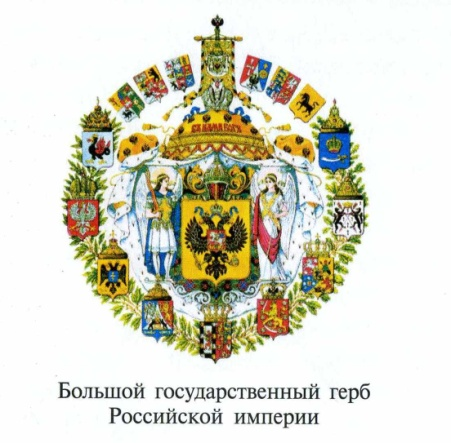 Большой государственный герб
Российской империи